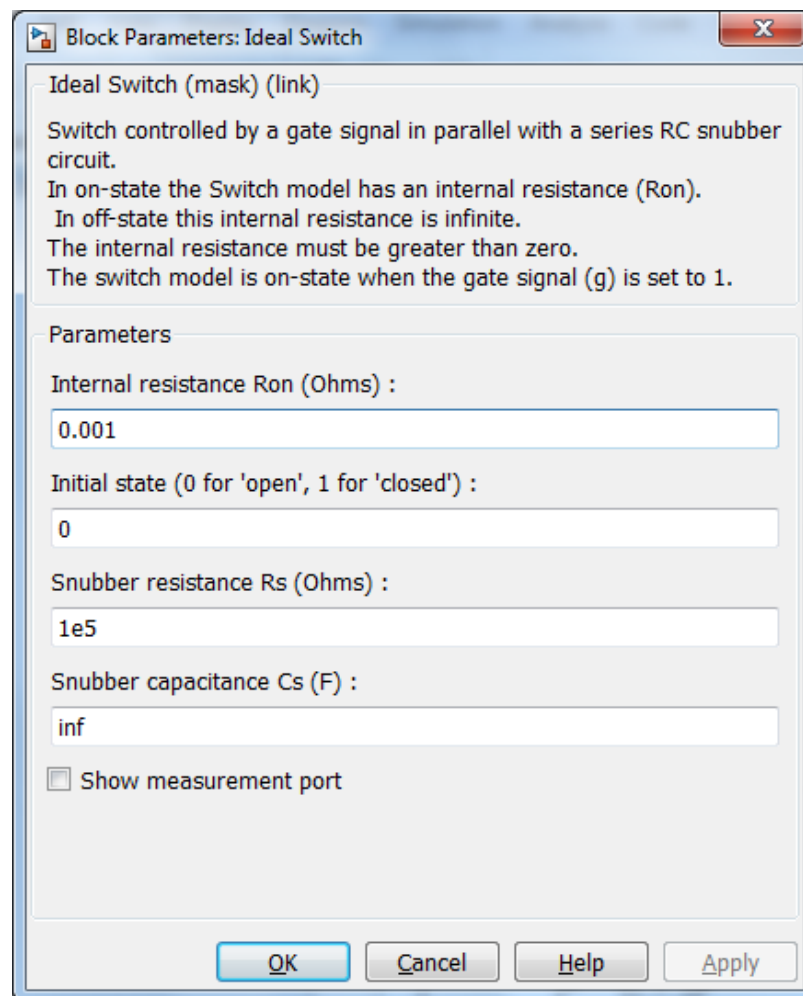 Block Parameters: Ideal Switch
Ideal Switch (mask) (link)
Switch controlled by a gate signal in parallel with a series RC snubber
circuit.
In on-state the Switch model has an internal resistance (Ron).
In off-state this internal resistance is infinite.
The internal resistance must be greater than zero.
The switch model is on-state when the gate signal (g) is set to 1.
Parameters
Internal resistance Ron (Ohms) :
0.001
Initial state (0 for 'open', 1 for 'closed') :
0
Snubber resistance Rs (Ohms) :
1e5
Snubber capacitance Cs (F) :
inf
Show measurement port
OK Cancel Help Apply